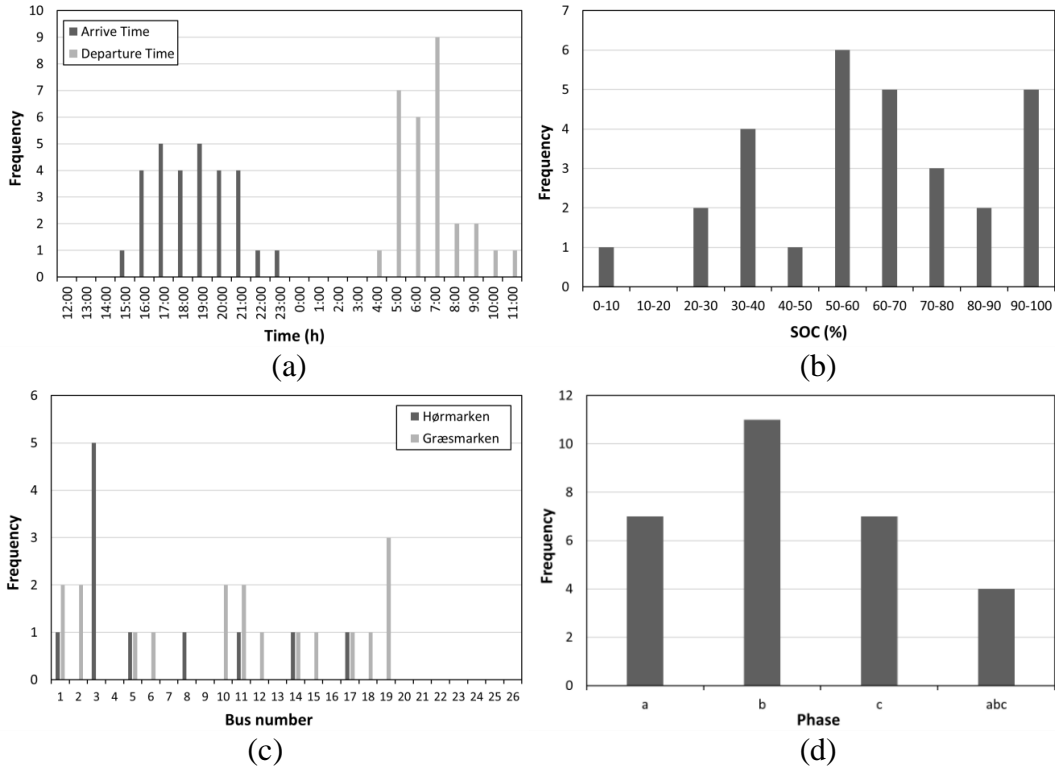 10
9
8
7
6
5
4
3
2
1
0
Frequency
Arrive Time
Departure Time
12:00 13:00 14:00 15:00 16:00 17:00 18:00 19:00 20:00 21:00 22:00 23:00 0:00 1:00 2:00 3:00 4:00 5:00 6:00 7:00 8:00 9:00 10:00 11:00
Time (h)
(a)
7
6
5
4
3
2
1
0
Frequency
0-10 10-20 20-30 30-40 40-50 50-60 60-70 70-80 80-90 90-100
SOC (%)
(b)
6
5
4
3
2
1
0
Frequency
Hørmarken
Græsmarken
1 2 3 4 5 6 7 8 9 10 11 12 13 14 15 16 17 18 19 20 21 22 23 24 25 26
Bus number
(c)
12
10
8
6
4
2
0
Frequency
a b c abc
Phase
(d)